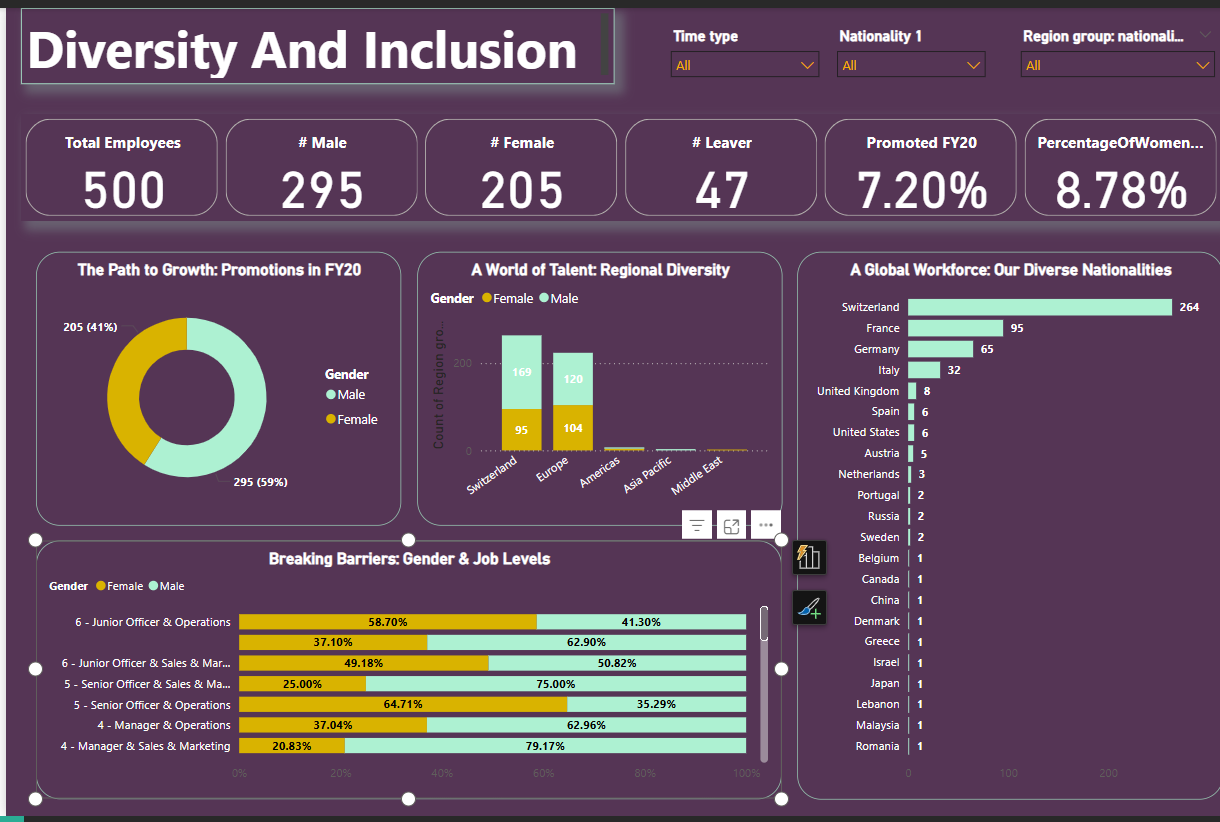 Diversity And Inclusion
Time type
All
Nationality 1
All
Region group: nationali...
All
Total Employees
500
# Male
295
# Female
205
# Leaver
47
Promoted FY20
7.20%
PercentageOfWomen...
8.78%
The Path to Growth: Promotions in FY20
205 (41%)
295 (59%)
Gender
Male
Female
A World of Talent: Regional Diversity
Gender Female Male
Count of Region gro...
200
0
169
95
120
104
Switzerland
Europe
Americas
Asia Pacific
Middle East
A Global Workforce: Our Diverse Nationalities
Switzerland 264
France 95
Germany 65
Italy 32
United Kingdom 8
Spain 6
United States 6
Austria 5
Netherlands 3
Portugal 2
Russia 2
Sweden 2
Belgium 1
Canada 1
China 1
Denmark 1
Greece 1
Israel 1
Japan 1
Lebanon 1
Malaysia 1
Romania 1
0 100 200
Breaking Barriers: Gender & Job Levels
Gender Female Male
6 - Junior Officer & Operations 58.70% 41.30%
37.10% 62.90%
6 - Junior Officer & Sales & Mar... 49.18% 50.82%
5 - Senior Officer & Sales & Ma... 25.00% 75.00%
5 - Senior Officer & Operations 64.71% 35.29%
4 - Manager & Operations 37.04% 62.96%
4 - Manager & Sales & Marketing 20.83% 79.17%
0% 20% 40% 60% 80% 100%